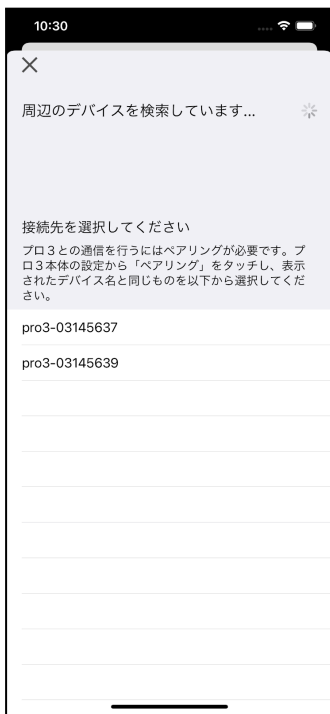 10:30
周辺のデバイスを検索しています...
接続先を選択してください
プロ３との通信を行うにはペアリングが必要です。プ
ロ３本体の設定から「ペアリング」をタッチし、表示
されたデバイス名と同じものを以下から選択してくだ
さい。
pro3-03145637
pro3-03145639